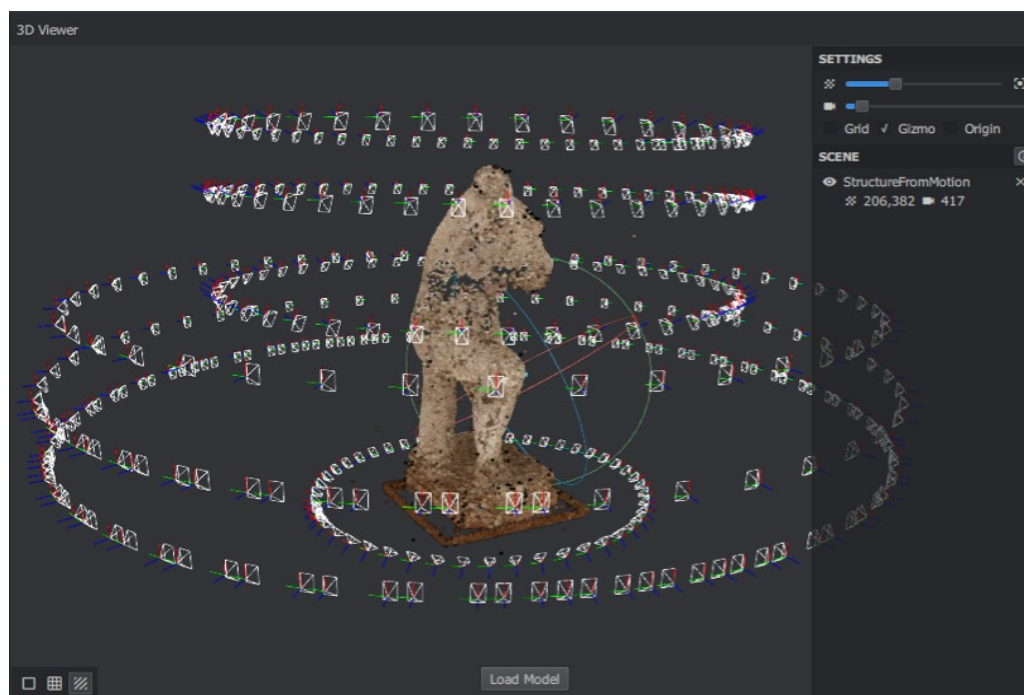 3D Viewer
SETTINGS
Grid Gizmo Origin
SCENE
StructureFromMotion
206,382 417
Load Model